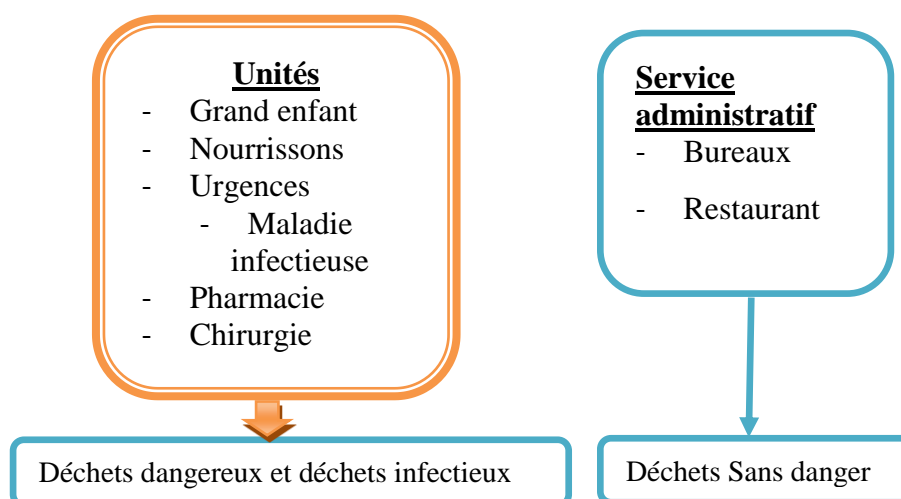 Unités
- Grand enfant
- Nourrissons
- Urgences
- Maladie
infectieuse
- Pharmacie
- Chirurgie
Déchets dangereux et déchets infectieux
Service
administratif
- Bureaux
- Restaurant
Déchets Sans danger